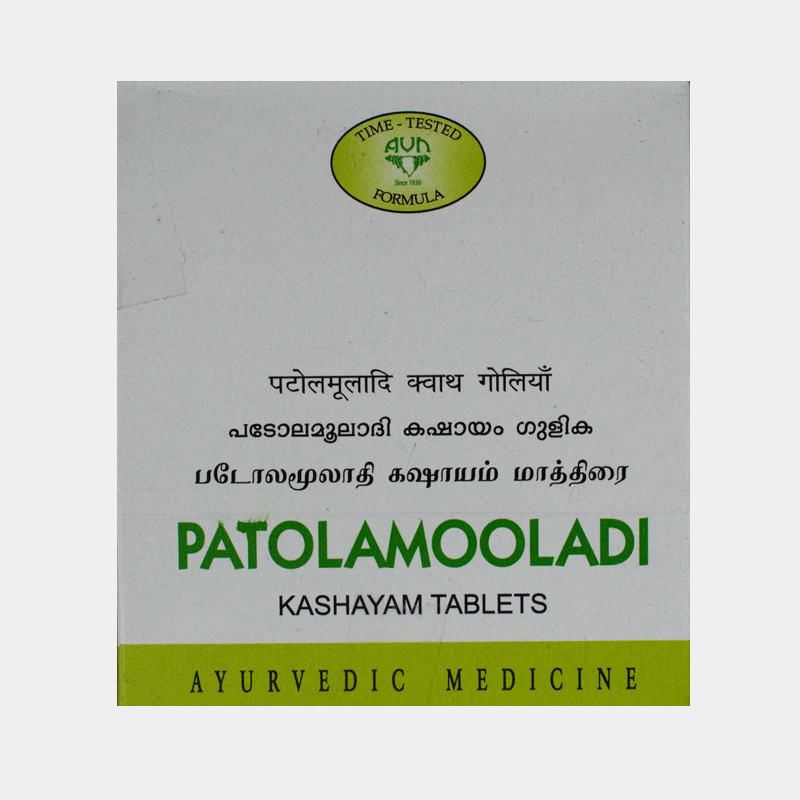 TIME - TESTED
AVN
Since 1930
FORMULA
पटोलमूलादि क्वाथ गोलियाँ
പടോലമൂലാദി കഷായം ഗുളിക
படோலமூலாதி கஷாயம் மாத்திரை
PATOLAMOOLADI
KASHAYAM TABLETS
AYURVEDIC MEDICINE